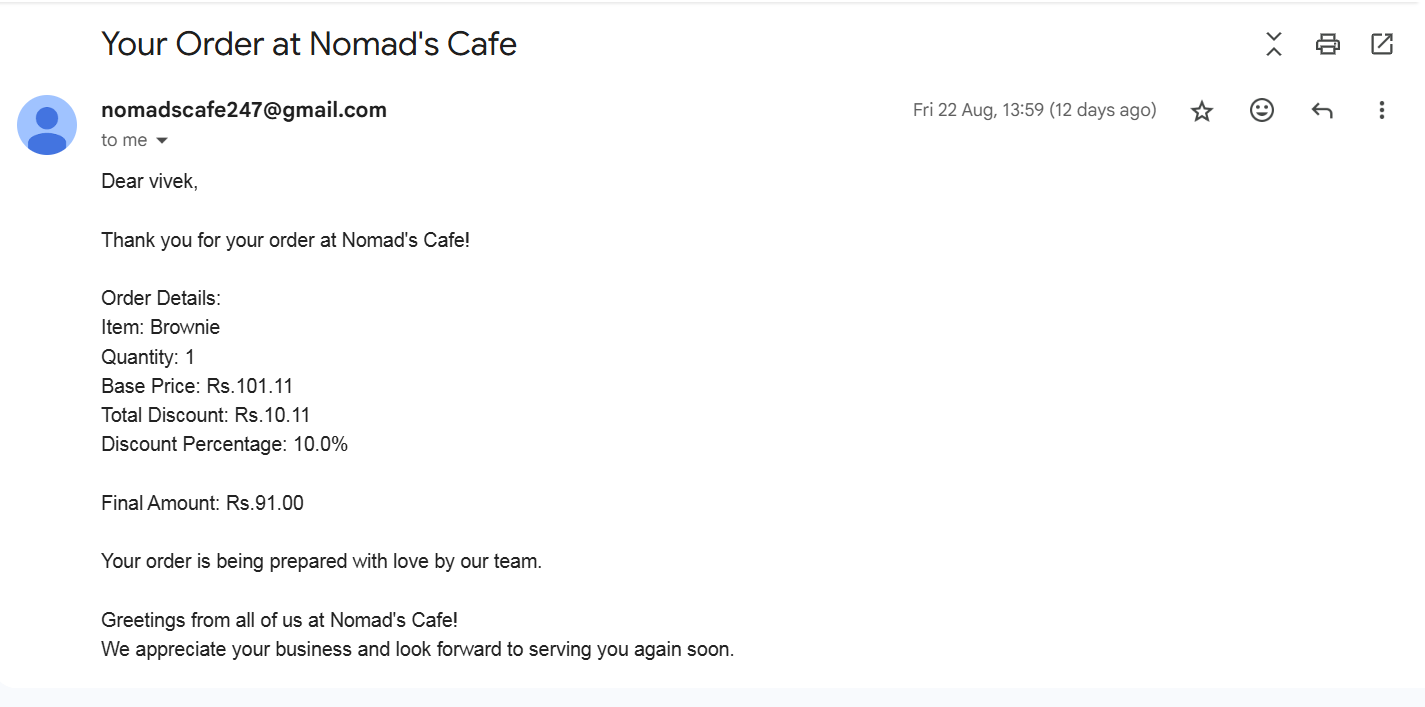 Your Order at Nomad's Cafe
nomadscafe247@gmail.com
Fri 22 Aug, 13:59 (12 days ago)
to me
Dear vivek,
Thank you for your order at Nomad's Cafe!
Order Details:
Item: Brownie
Quantity: 1
Base Price: Rs.101.11
Total Discount: Rs.10.11
Discount Percentage: 10.0%
Final Amount: Rs.91.00
Your order is being prepared with love by our team.
Greetings from all of us at Nomad's Cafe!
We appreciate your business and look forward to serving you again soon.